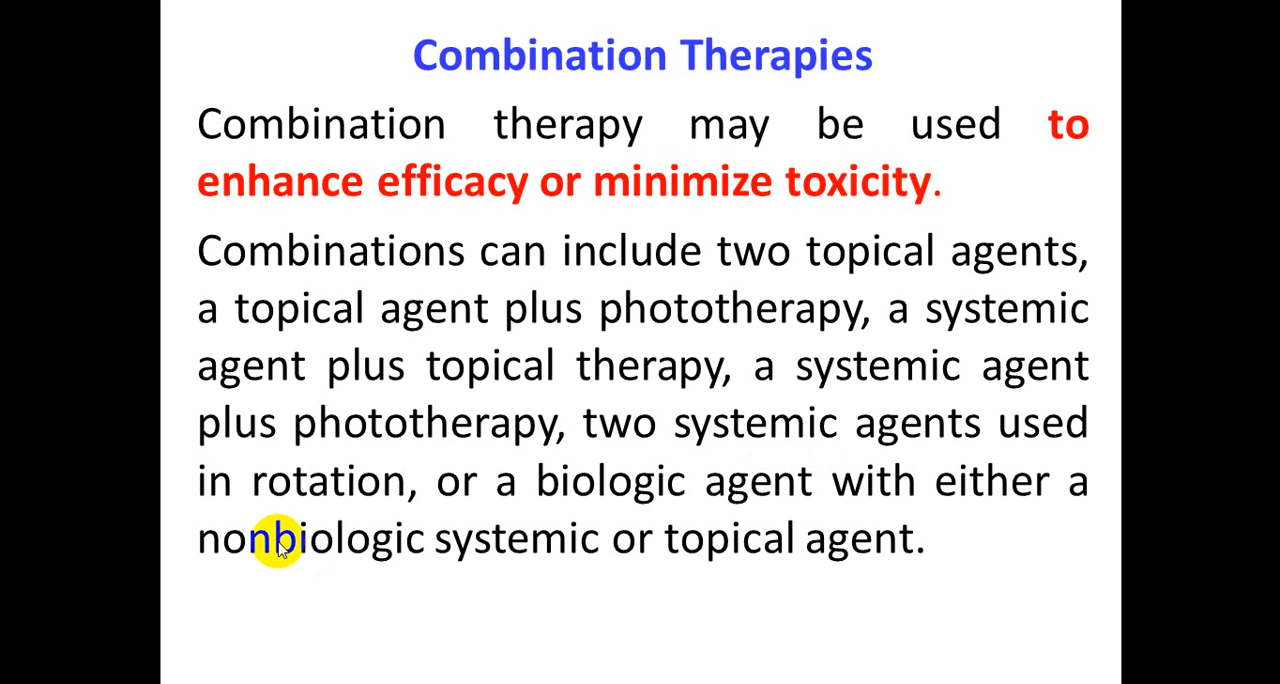 Combination Therapies
Combination therapy may be used to
enhance efficacy or minimize toxicity.
Combinations can include two topical agents,
a topical agent plus phototherapy, a systemic
agent plus topical therapy, a systemic agent
plus phototherapy, two systemic agents used
in rotation, or a biologic agent with either a
nonbiologic systemic or topical agent.